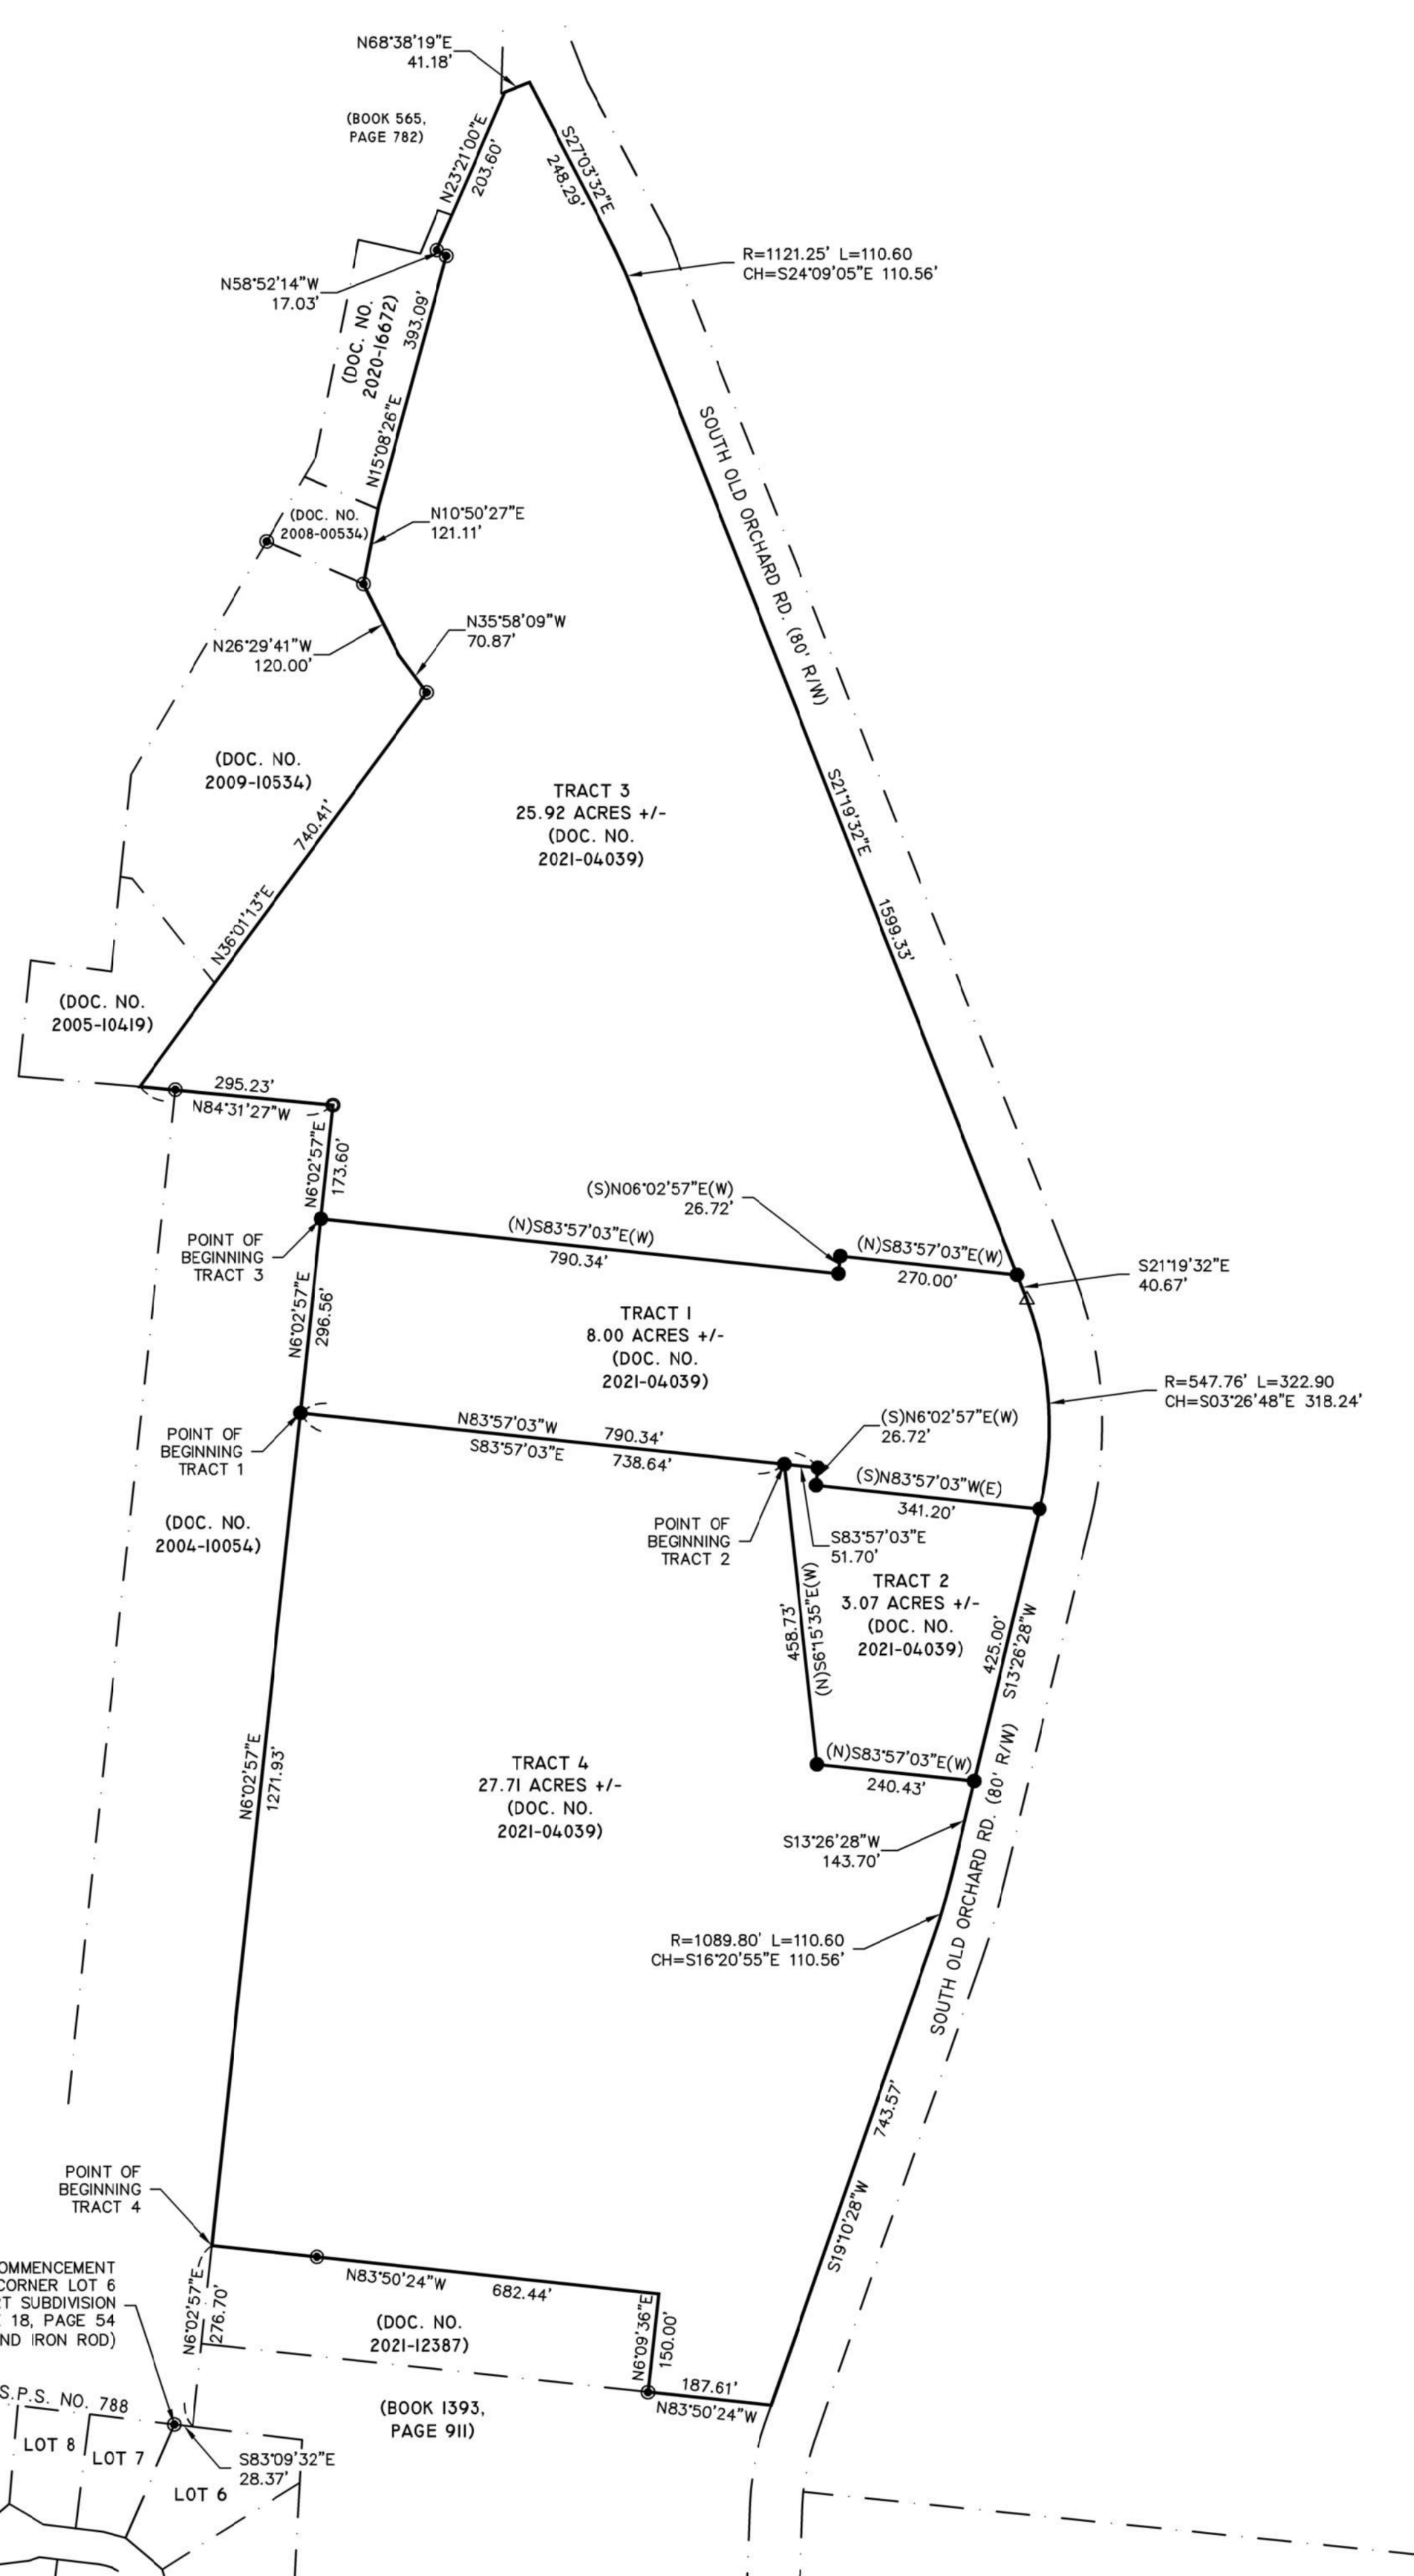 N68°38'19"E
41.18'
(BOOK 565,
PAGE 782)
N23°21'00"E
203.60'
S27°03'32"E
248.29'
R=1121.25' L=110.60
CH=S24°09'05"E 110.56'
N58°52'14"W
17.03'
(DOC. NO.
2020-16672)
393.09'
N15°08'26"E
SOUTH OLD ORCHARD RD. (80' R/W)
(DOC. NO.
2008-00534)
N10°50'27"E
121.11'
N35°58'09"W
70.87'
N26°29'41"W
120.00'
(DOC. NO.
2009-10534)
740.41'
N36°01'13"E
TRACT 3
25.92 ACRES +/-
(DOC. NO.
2021-04039)
S21°19'32"E
1599.33'
(DOC. NO.
2005-10419)
295.23'
N84°31'27"W
N6°02'57"E
173.60'
(S)N06°02'57"E(W)
26.72'
(N)S83°57'03"E(W)
790.34'
(N)S83°57'03"E(W)
270.00'
POINT OF
BEGINNING
TRACT 3
S21°19'32"E
40.67'
N6°02'57"E
296.56'
TRACT 1
8.00 ACRES +/-
(DOC. NO.
2021-04039)
R=547.76' L=322.90
CH=S03°26'48"E 318.24'
N83°57'03"W
790.34'
S83°57'03"E
738.64'
(S)N6°02'57"E(W)
26.72'
POINT OF
BEGINNING
TRACT 1
(S)N83°57'03"W(E)
341.20'
(DOC. NO.
2004-10054)
POINT OF
BEGINNING
TRACT 2
S83°57'03"E
51.70'
TRACT 2
3.07 ACRES +/-
(DOC. NO.
2021-04039)
458.73'
(N)S6°15'35"E(W)
425.00'
S13°26'28"W
N6°02'57"E
1271.93'
TRACT 4
27.71 ACRES +/-
(DOC. NO.
2021-04039)
(N)S83°57'03"E(W)
240.43'
S13°26'28"W
143.70'
SOUTH OLD ORCHARD RD. (80' R/W)
R=1089.80' L=110.60
CH=S16°20'55"E 110.56'
743.57'
S19°10'28"W
POINT OF
BEGINNING
TRACT 4
OMMENCEMENT
CORNER LOT 6
RT SUBDIVISION
18, PAGE 54
ND IRON ROD)
N6°02'57"E
276.70'
N83°50'24"W
682.44'
(DOC. NO.
2021-12387)
N6°09'36"E
150.00'
187.61'
N83°50'24"W
(BOOK 1393,
PAGE 911)
S.P.S. NO. 788
LOT 8
LOT 7
LOT 6
S83°09'32"E
28.37'